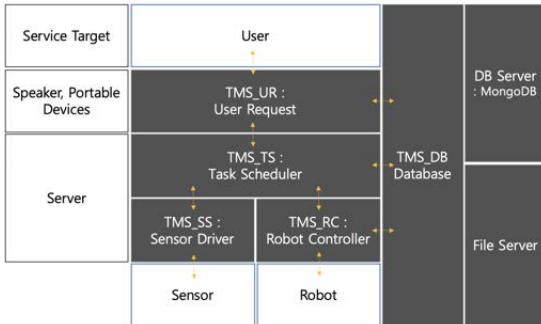 Service Target
User
Speaker, Portable
Devices
TMS_UR :
User Request
Server
TMS_TS :
Task Scheduler
TMS_SS :
Sensor Driver
TMS_RC :
Robot Controller
Sensor
Robot
TMS_DB
Database
DB Server
: MongoDB
File Server